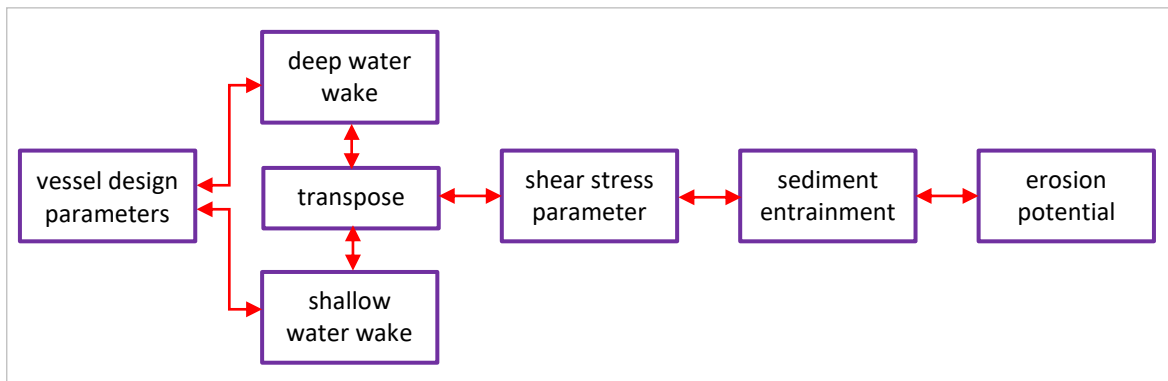 deep water
wake
vessel design
parameters
transpose
shear stress
parameter
sediment
entrainment
erosion
potential
shallow
water wake